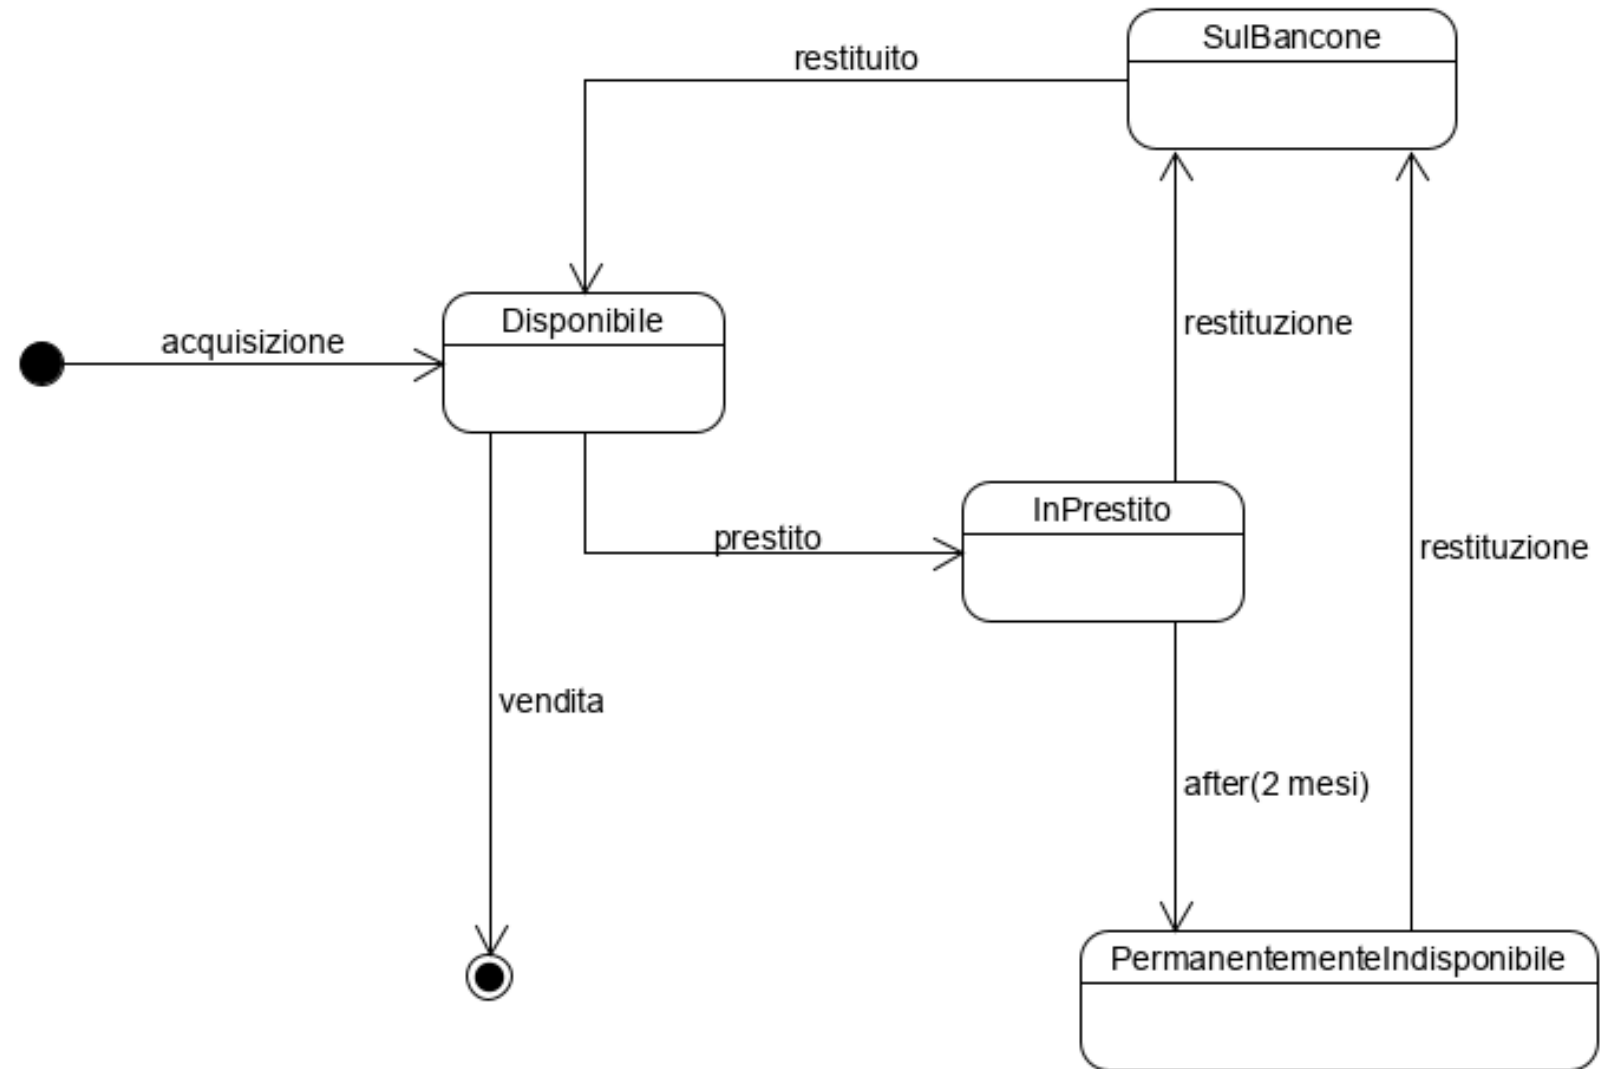 SulBancone
restituito
Disponibile
acquisizione
restituzione
InPrestito
prestito
restituzione
vendita
after(2 mesi)
PermanentementeIndisponibile